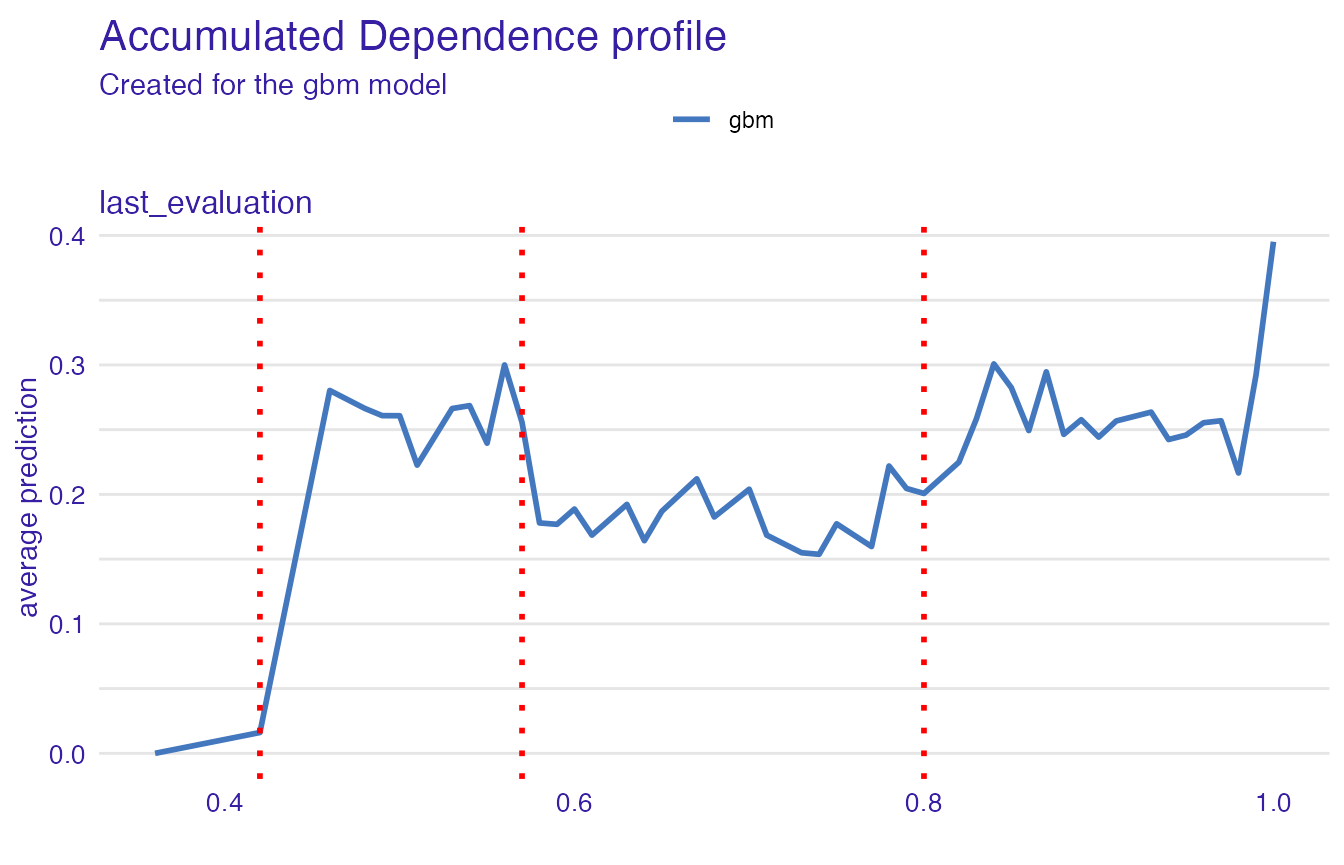 Accumulated Dependence profile
Created for the gbm model
gbm
last_evaluation
average prediction
0.4
0.3
0.2
0.1
0.0
0.4 0.6 0.8 1.0